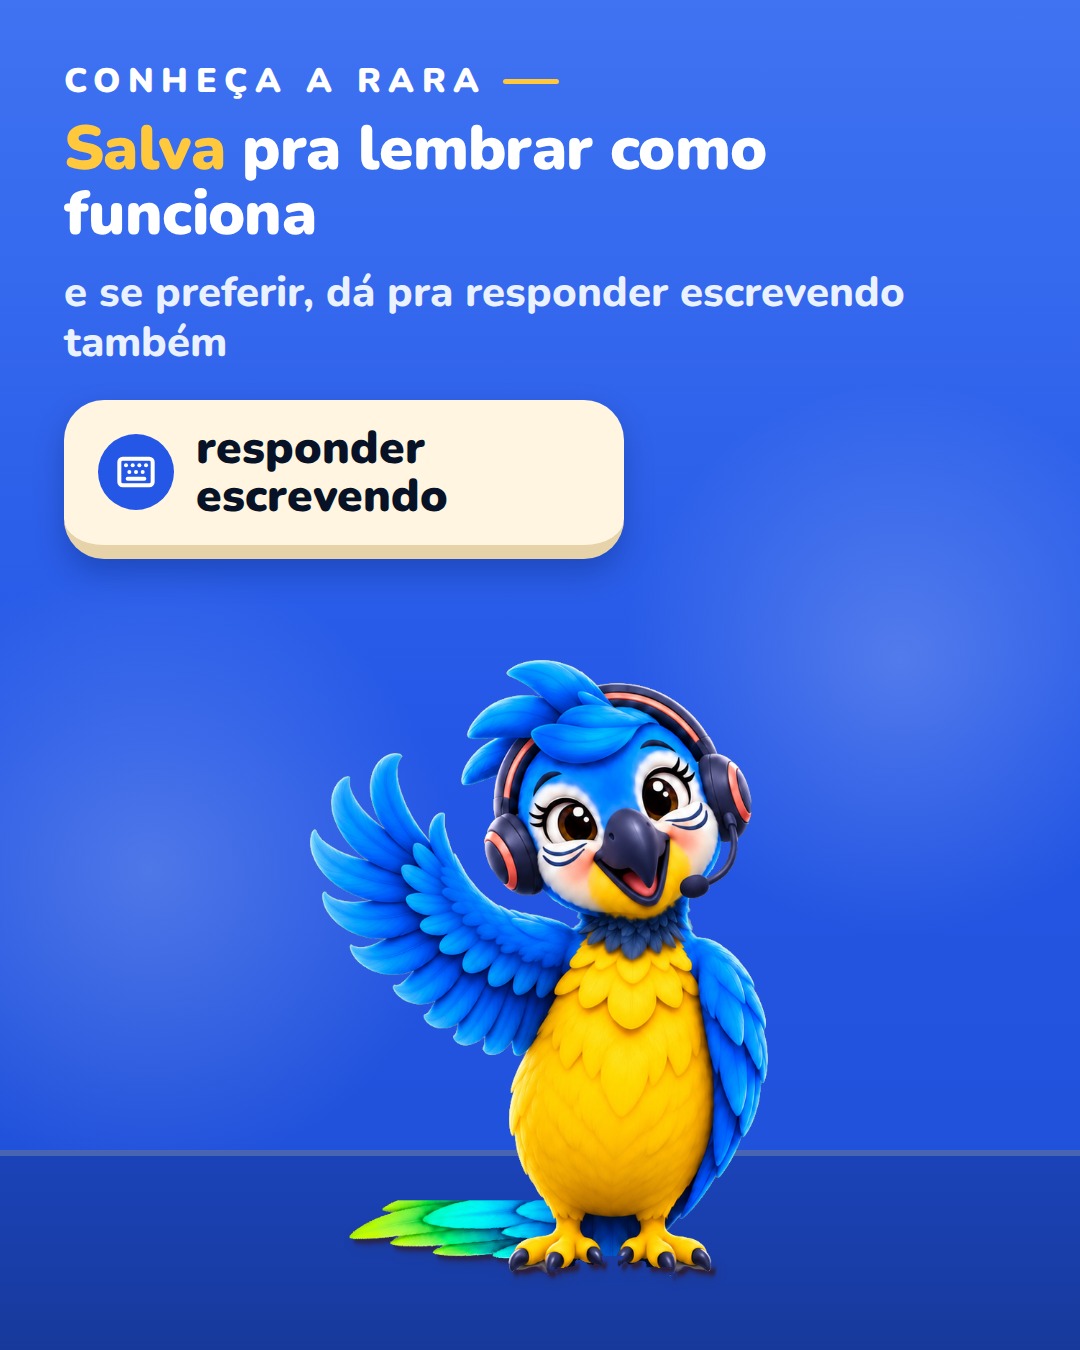 CONHEÇA A RARA
Salva pra lembrar como
funciona
e se preferir, dá pra responder escrevendo
também
responder
escrevendo